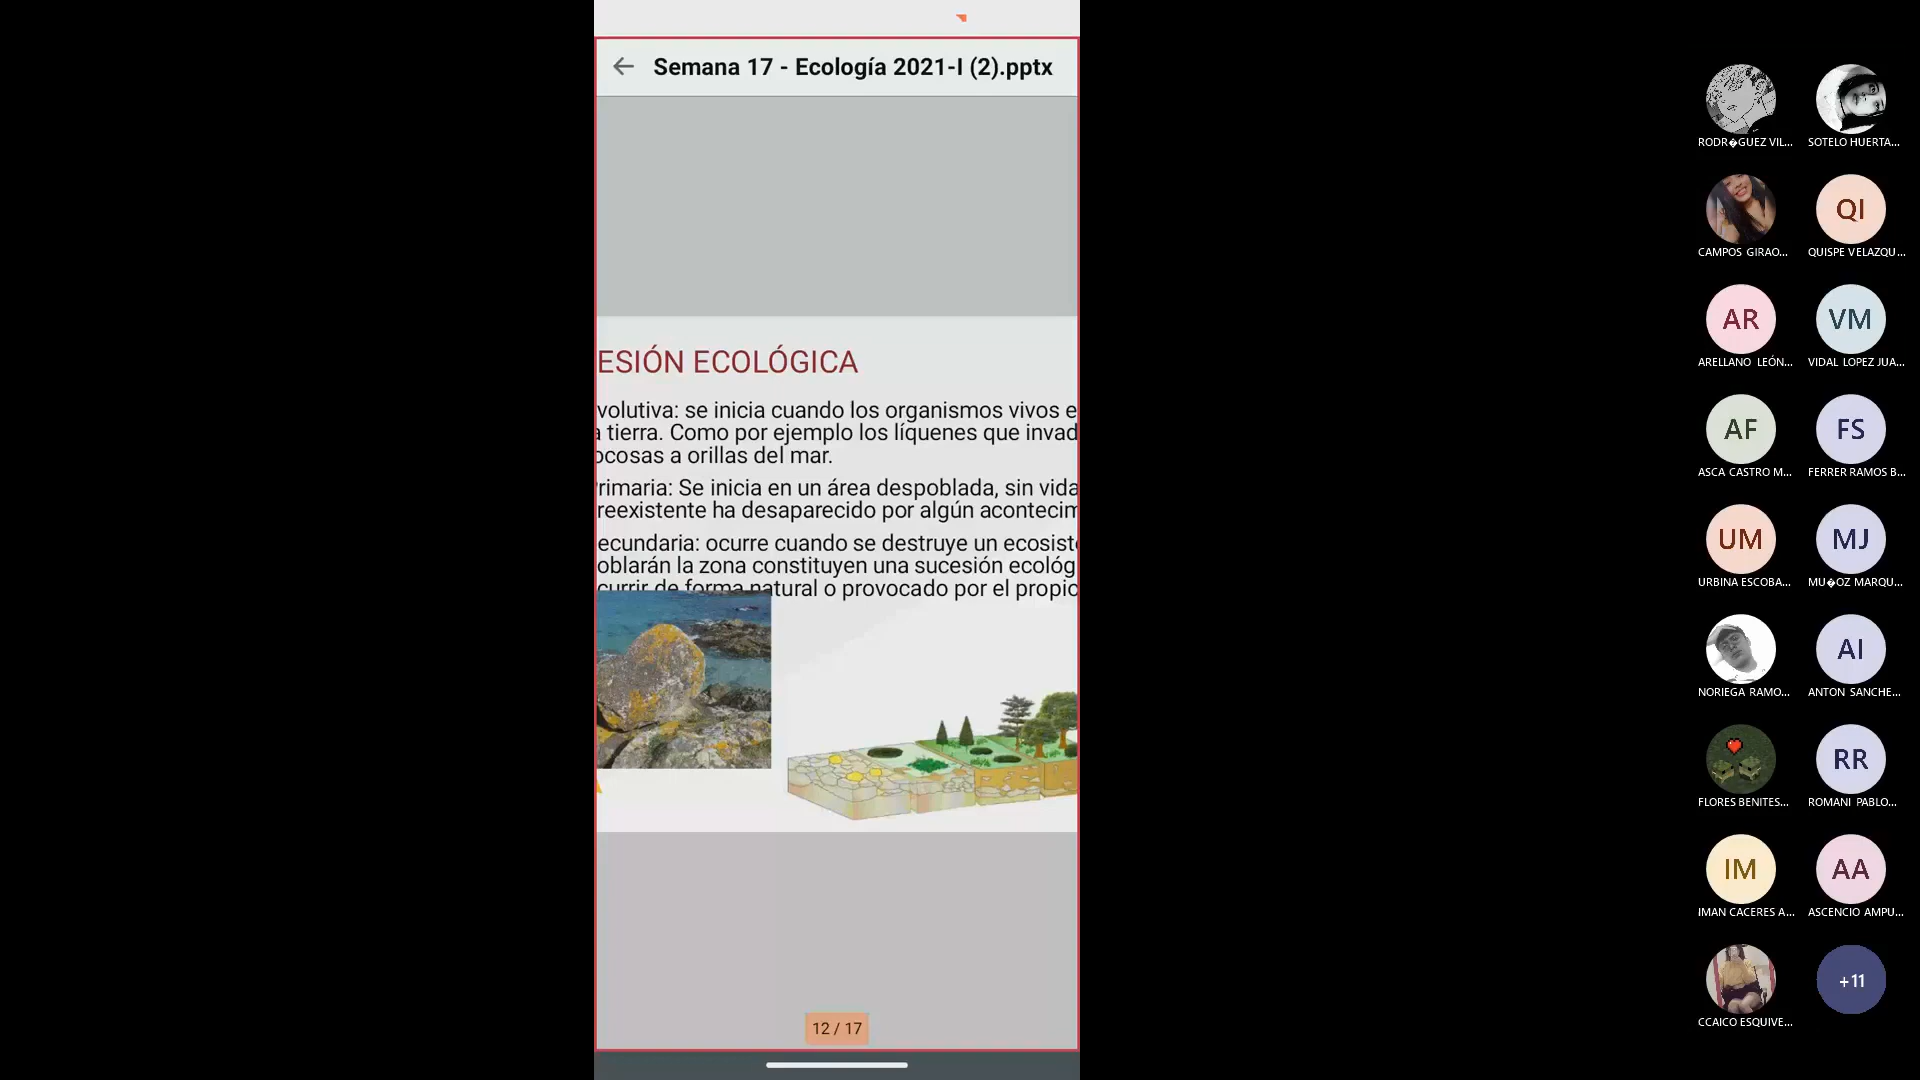 Semana 17 - Ecología 2021-I (2).pptx
ESIÓN ECOLÓGICA
volutiva: se inicia cuando los organismos vivos e
a tierra. Como por ejemplo los líquenes que invad
ocosas a orillas del mar.
rimaria: Se inicia en un área despoblada, sin vida
reexistente ha desaparecido por algún acontecim
ecundaria: ocurre cuando se destruye un ecosist
oblarán la zona constituyen una sucesión ecológ
currir de forma natural o provocado por el propio
12 / 17
RODR�GUEZ VIL...
SOTELO HUERTA...
CAMPOS GIRAO...
QI
QUISPE VELAZQU...
AR
ARELLANO LEÓN...
VM
VIDAL LOPEZ JUA...
AF
ASCA CASTRO M...
FS
FERRER RAMOS B...
UM
URBINA ESCOBA...
MJ
MU�OZ MARQU...
NORIEGA RAMO...
AI
ANTON SANCHE...
FLORES BENITES...
RR
ROMANI PABLO...
IM
IMAN CACERES A...
AA
ASCENCIO AMPU...
CCAICO ESQUIVE...
+11